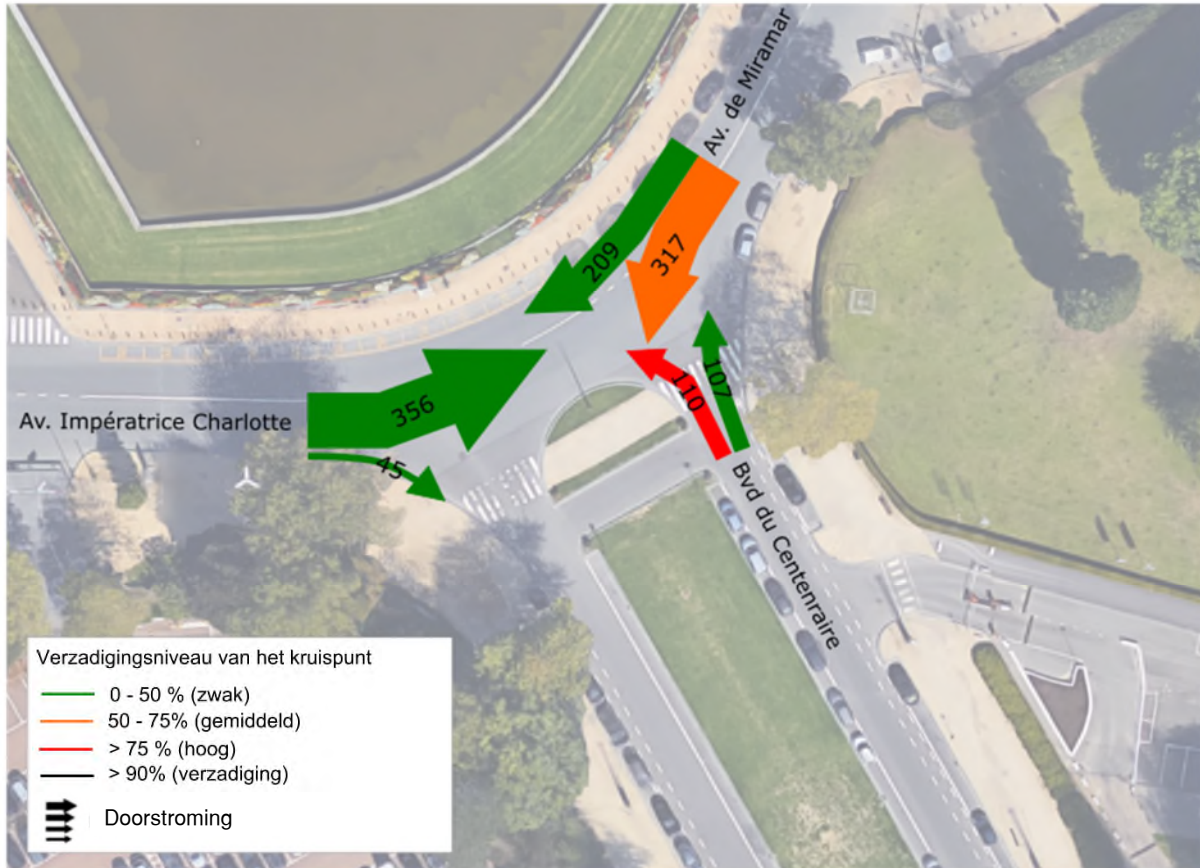 Av. de Miramar
209
317
107
110
356
Av. Impératrice Charlotte
45
Bvd du Centenraire
Verzadigingsniveau van het kruispunt
0 - 50 % (zwak)
50 - 75% (gemiddeld)
> 75 % (hoog)
> 90% (verzadiging)
Doorstroming